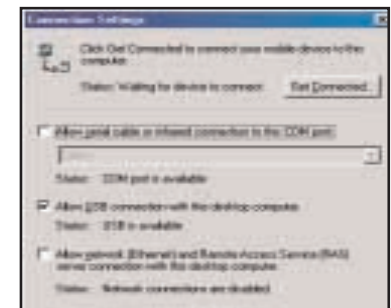 Connection Settings
Click Get Connected to connect your mobile device to this
computer.
Status: Waiting for device to connect
Get Connected...
Allow serial cable or infrared connection to this COM port:
Status: COM port is available
Allow USB connection with this desktop computer.
Status: USB is available
Allow network (Ethernet) and Remote Access Service (RAS)
server connection with this desktop computer.
Status: Network connections are disabled